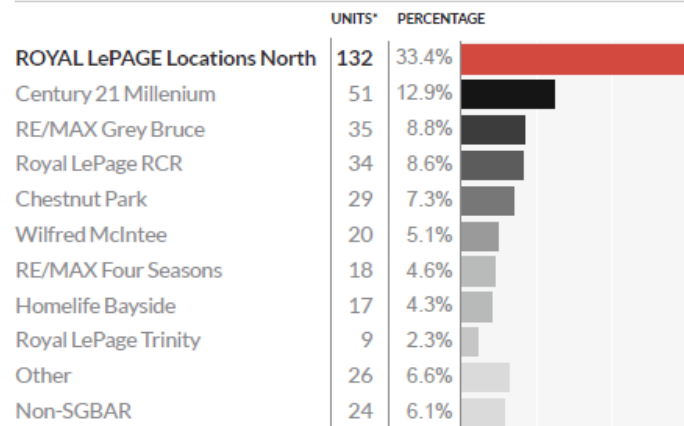 UNITS* PERCENTAGE
ROYAL LePAGE Locations North 132 33.4%
Century 21 Millenium 51 12.9%
RE/MAX Grey Bruce 35 8.8%
Royal LePage RCR 34 8.6%
Chestnut Park 29 7.3%
Wilfred McIntee 20 5.1%
RE/MAX Four Seasons 18 4.6%
Homelife Bayside 17 4.3%
Royal LePage Trinity 9 2.3%
Other 26 6.6%
Non-SGBAR 24 6.1%